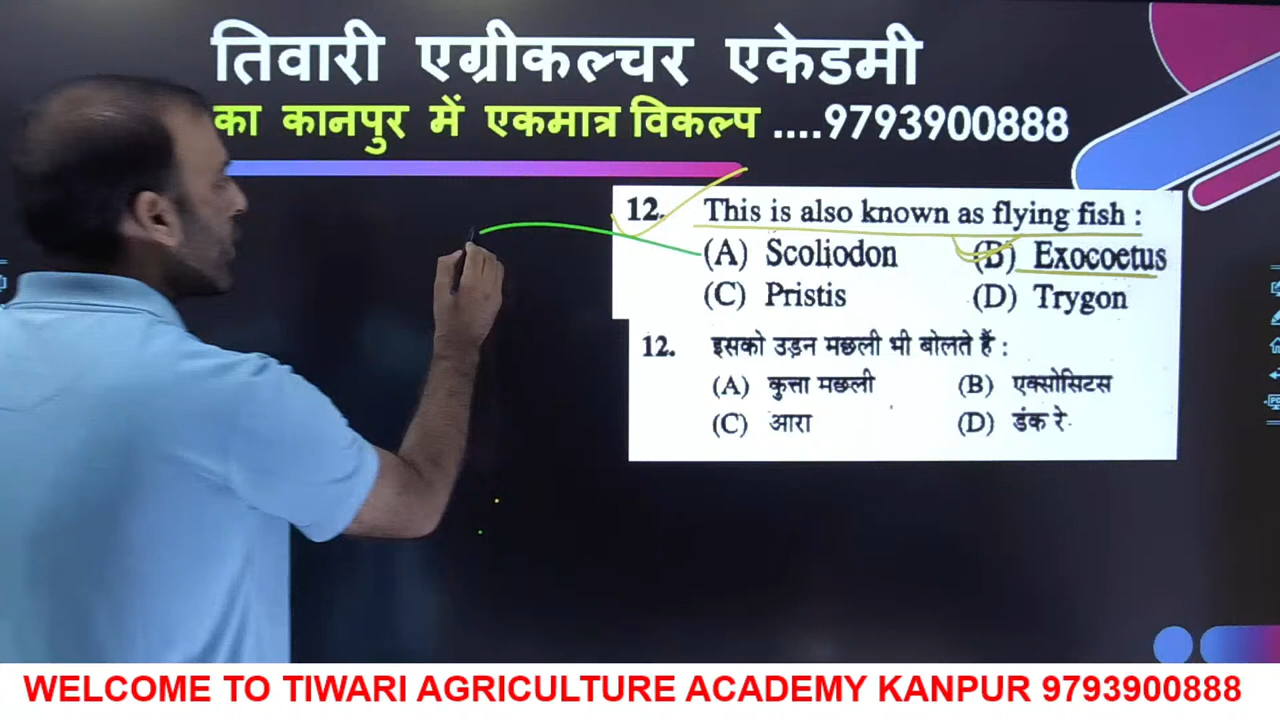 तिवारी एग्रीकल्चर एकेडमी
का कानपुर में एकमात्र विकल्प ....9793900888
12. This is also known as flying fish :
(A) Scoliodon (B) Exocoetus
(C) Pristis (D) Trygon
12. इसको उड़न मछली भी बोलते हैं :
(A) कुत्ता मछली (B) एक्सोसिटस
(C) आरा (D) डंक रे
WELCOME TO TIWARI AGRICULTURE ACADEMY KANPUR 9793900888